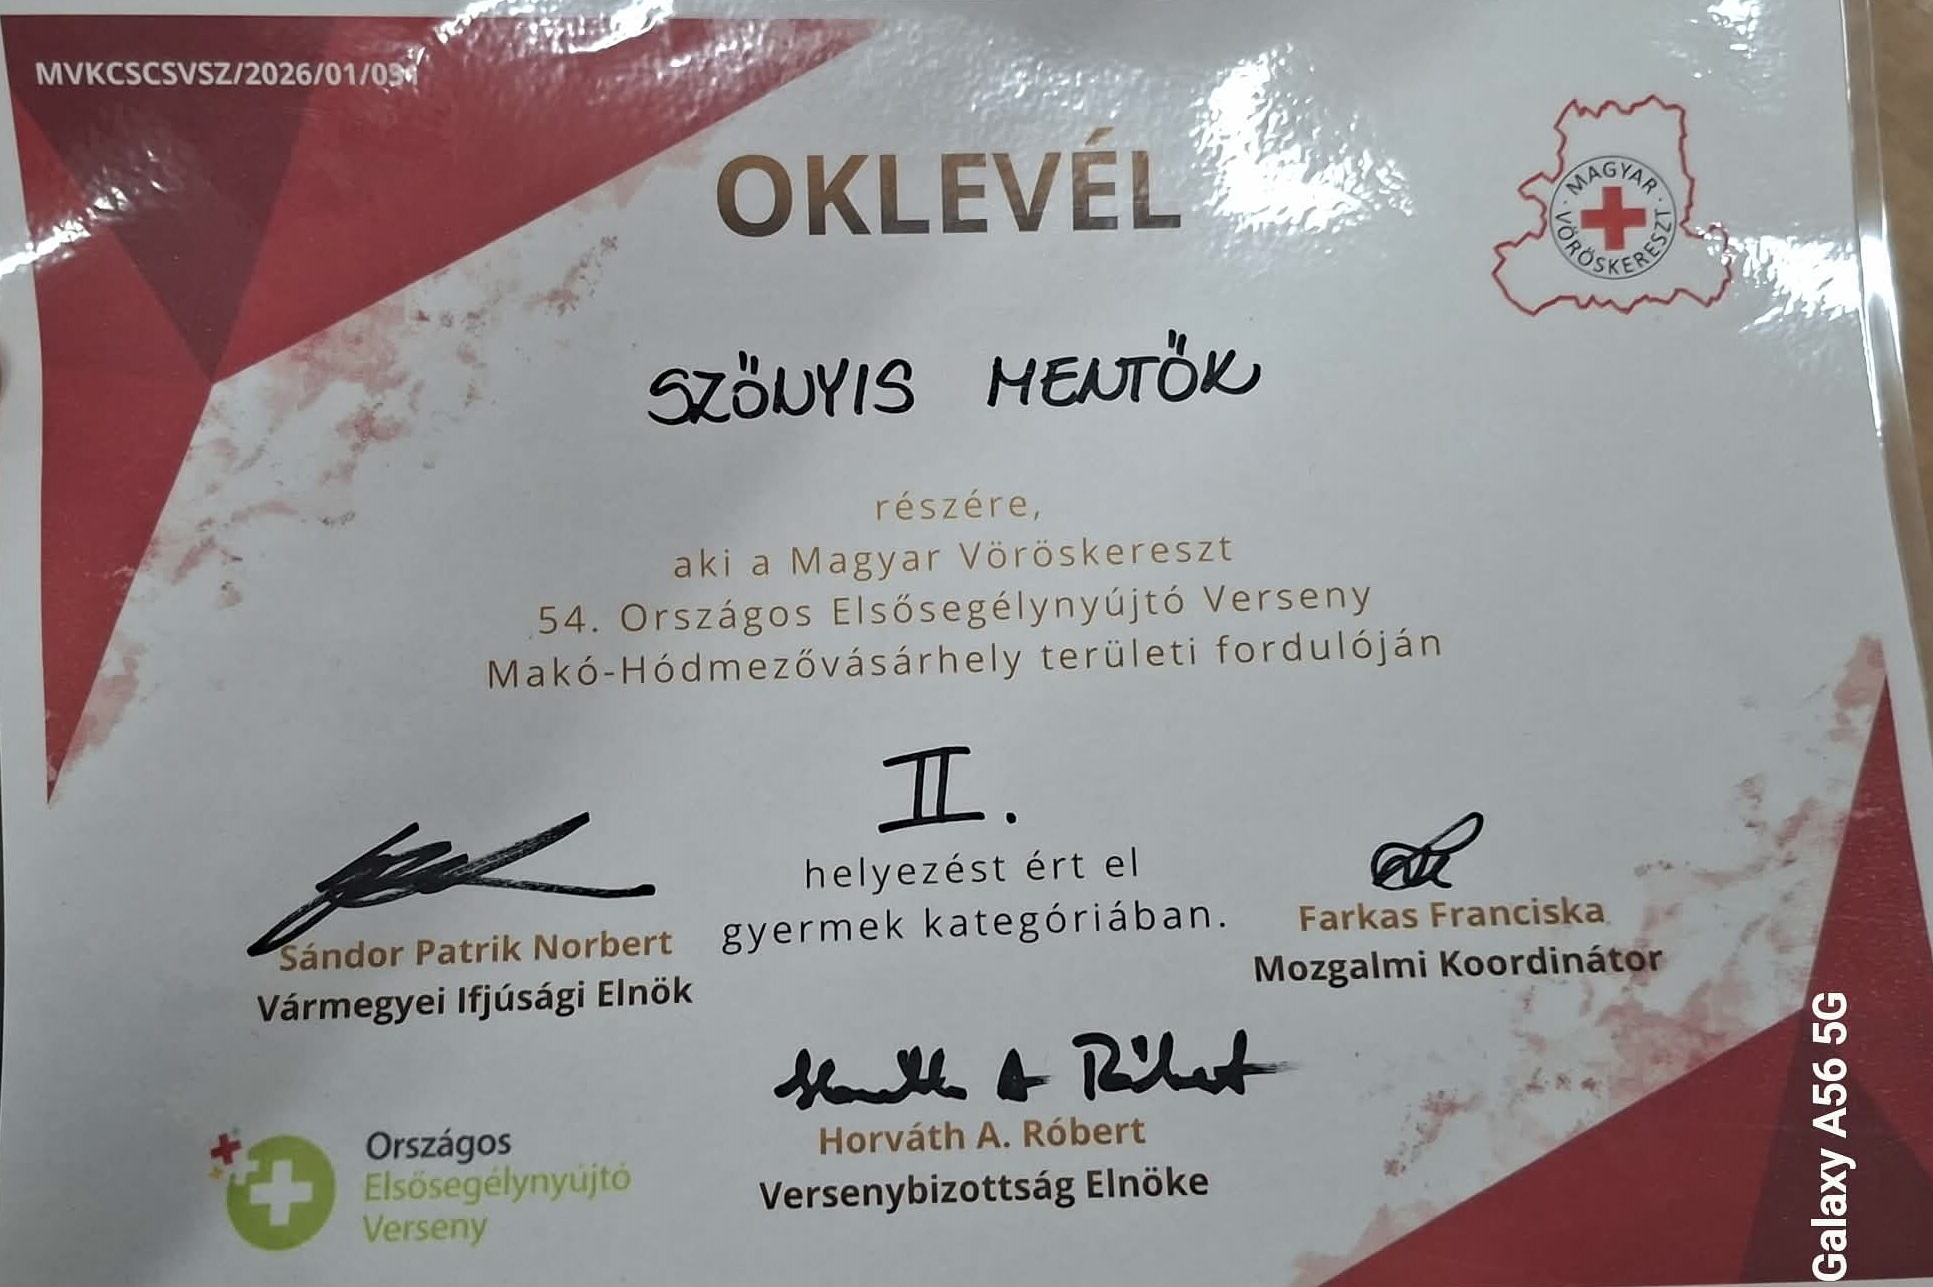 MVKCSCSVSZ/2026/01/031
OKLEVÉL
MAGYAR VÖRÖSKERESZT
SZŐNYIS MENTŐK
részére,
aki a Magyar Vöröskereszt
54. Országos Elsősegélynyújtó Verseny
Makó-Hódmezővásárhely területi fordulóján
II.
helyezést ért el
gyermek kategóriában.
Sándor Patrik Norbert
Vármegyei Ifjúsági Elnök
Farkas Franciska
Mozgalmi Koordinátor
Horváth A Róbert
Horváth A. Róbert
Versenybizottság Elnöke
Országos
Elsősegélynyújtó
Verseny
Galaxy A56 5G